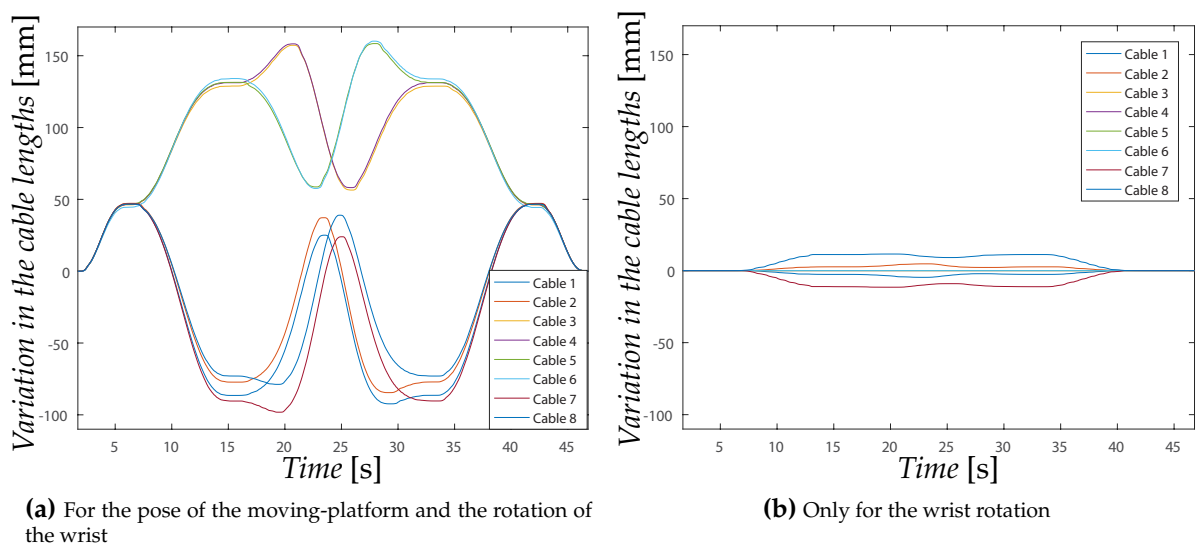 Variation in the cable lengths [mm]
150
100
50
0
-50
-100
5 10 15 20 25 30 35 40 45
Time [s]
Cable 1
Cable 2
Cable 3
Cable 4
Cable 5
Cable 6
Cable 7
Cable 8
(a) For the pose of the moving-platform and the rotation of
the wrist
Variation in the cable lengths [mm]
150
100
50
0
-50
-100
5 10 15 20 25 30 35 40 45
Time [s]
Cable 1
Cable 2
Cable 3
Cable 4
Cable 5
Cable 6
Cable 7
Cable 8
(b) Only for the wrist rotation